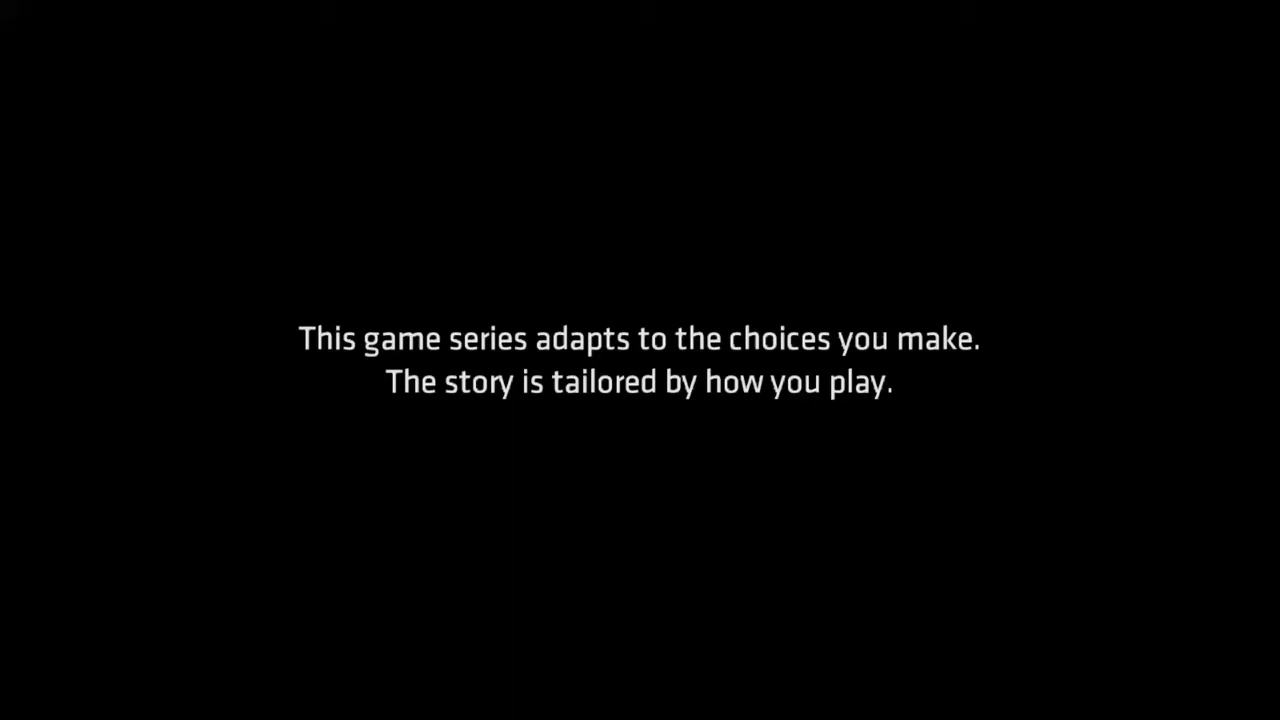 This game series adapts to the choices you make.
The story is tailored by how you play.